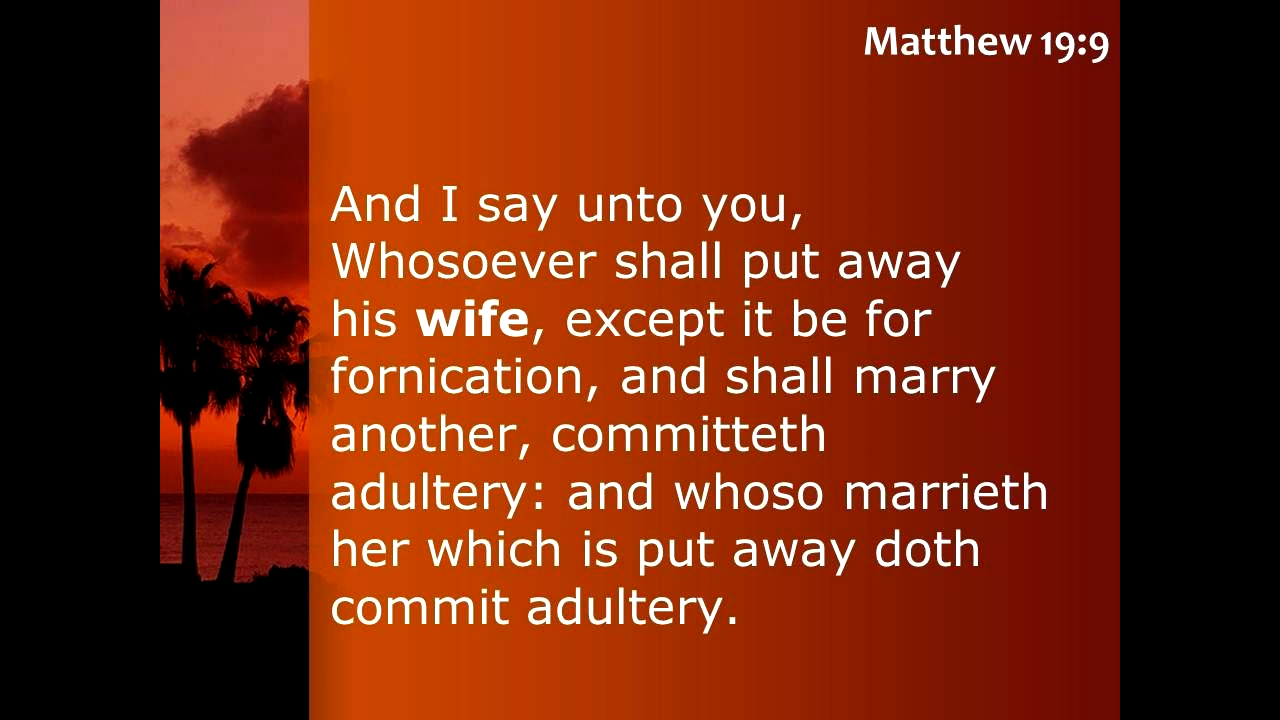 Matthew 19:9
And I say unto you,
Whosoever shall put away
his wife, except it be for
fornication, and shall marry
another, committeth
adultery: and whoso marrieth
her which is put away doth
commit adultery.